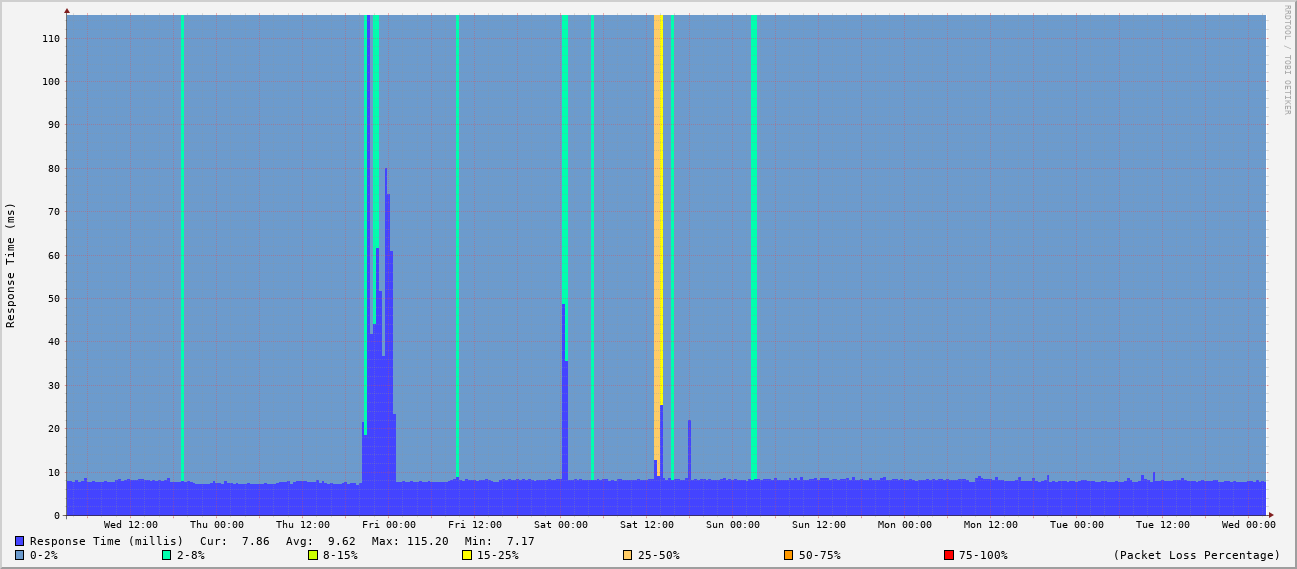 RRDTOOL / TOBI OETIKER
Response Time (ms)
110
100
90
80
70
60
50
40
30
20
10
0
Wed 12:00 Thu 00:00 Thu 12:00 Fri 00:00 Fri 12:00 Sat 00:00 Sat 12:00 Sun 00:00 Sun 12:00 Mon 00:00 Mon 12:00 Tue 00:00 Tue 12:00 Wed 00:00
Response Time (millis) Cur: 7.86 Avg: 9.62 Max: 115.20 Min: 7.17
0-2% 2-8% 8-15% 15-25% 25-50% 50-75% 75-100% (Packet Loss Percentage)